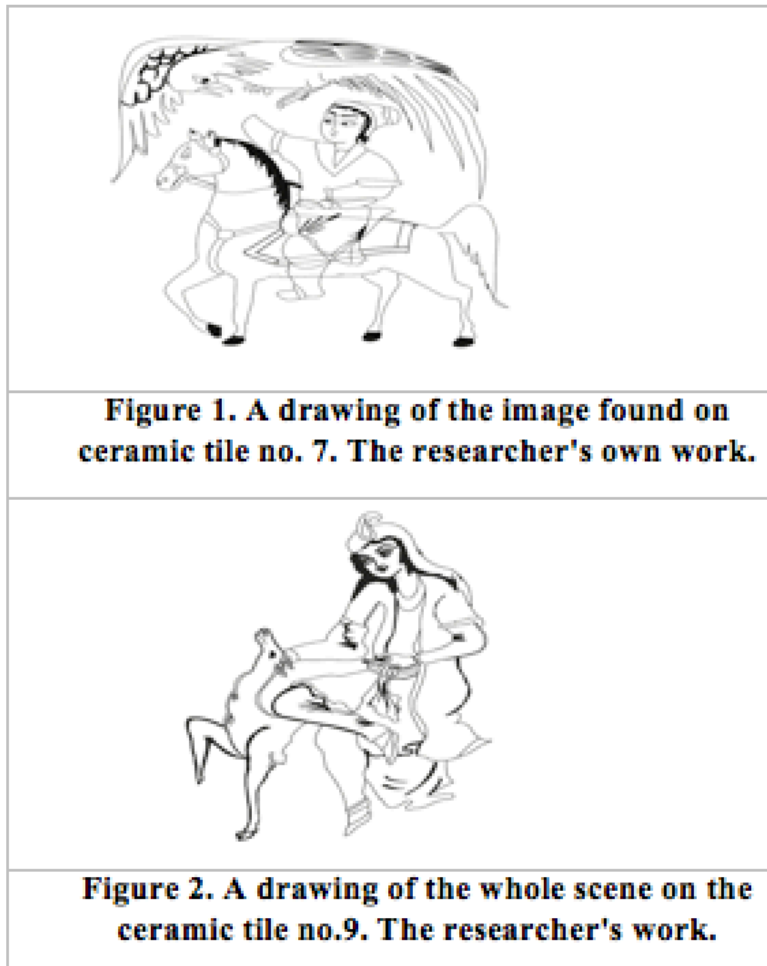 Figure 1. A drawing of the image found on
ceramic tile no. 7. The researcher's own work.
Figure 2. A drawing of the whole scene on the
ceramic tile no.9. The researcher's work.